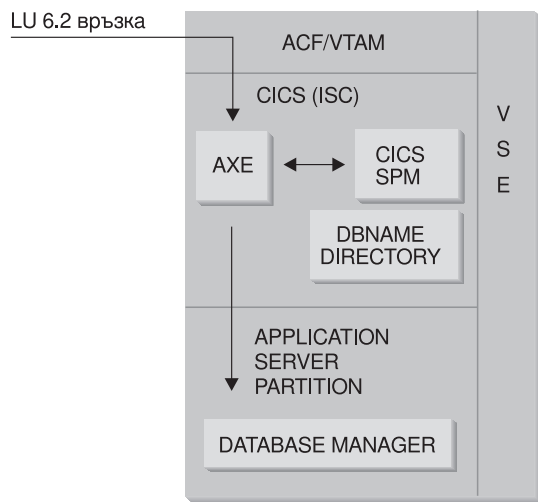 LU 6.2 връзка
ACF/VTAM
CICS (ISC)
V
S
E
AXE
CICS
SPM
DBNAME
DIRECTORY
APPLICATION
SERVER
PARTITION
DATABASE MANAGER